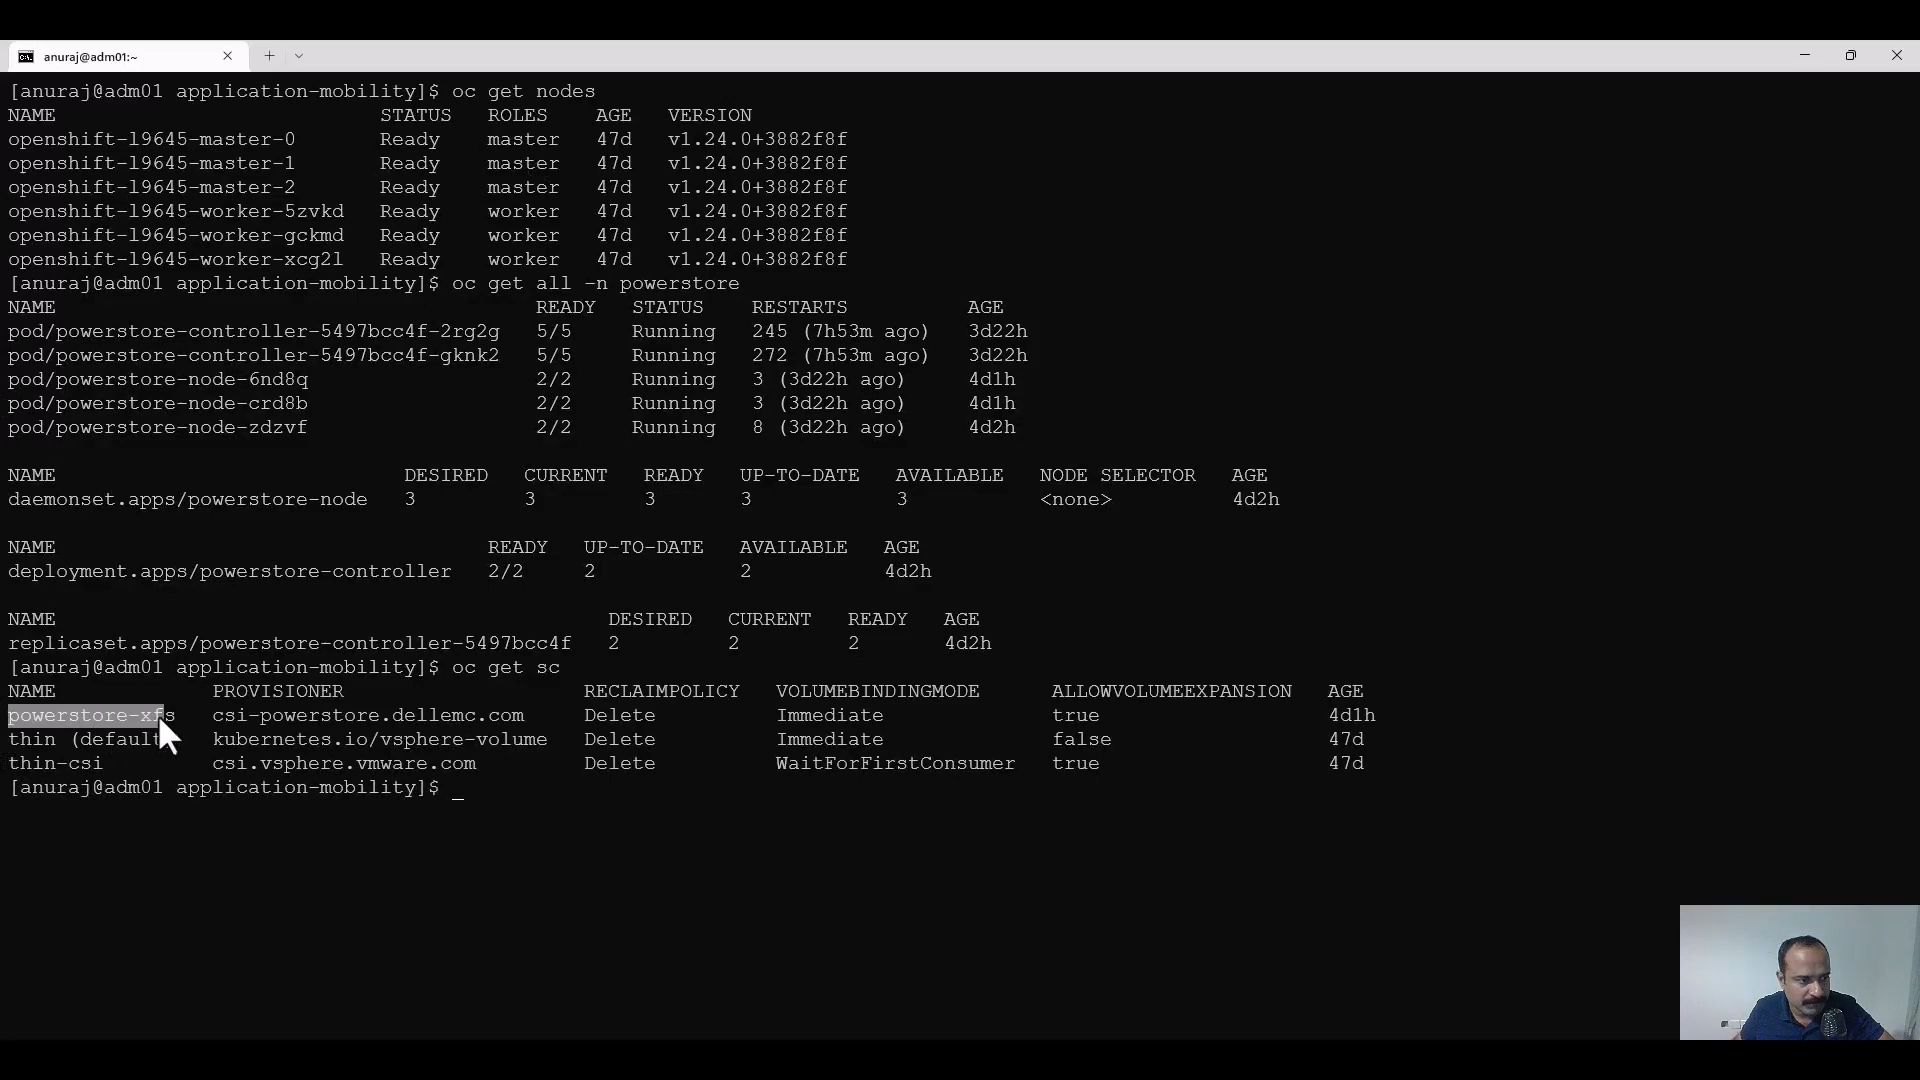 anuraj@adm01:~
[anuraj@adm01 application-mobility]$ oc get nodes
NAME STATUS ROLES AGE VERSION
openshift-l9645-master-0 Ready master 47d v1.24.0+3882f8f
openshift-l9645-master-1 Ready master 47d v1.24.0+3882f8f
openshift-l9645-master-2 Ready master 47d v1.24.0+3882f8f
openshift-l9645-worker-5zvkd Ready worker 47d v1.24.0+3882f8f
openshift-l9645-worker-gckmd Ready worker 47d v1.24.0+3882f8f
openshift-l9645-worker-xcg2l Ready worker 47d v1.24.0+3882f8f
[anuraj@adm01 application-mobility]$ oc get all -n powerstore
NAME READY STATUS RESTARTS AGE
pod/powerstore-controller-5497bcc4f-2rg2g 5/5 Running 245 (7h53m ago) 3d22h
pod/powerstore-controller-5497bcc4f-gknk2 5/5 Running 272 (7h53m ago) 3d22h
pod/powerstore-node-6nd8q 2/2 Running 3 (3d22h ago) 4d1h
pod/powerstore-node-crd8b 2/2 Running 3 (3d22h ago) 4d1h
pod/powerstore-node-zdzvf 2/2 Running 8 (3d22h ago) 4d2h
NAME DESIRED CURRENT READY UP-TO-DATE AVAILABLE NODE SELECTOR AGE
daemonset.apps/powerstore-node 3 3 3 3 3 <none> 4d2h
NAME READY UP-TO-DATE AVAILABLE AGE
deployment.apps/powerstore-controller 2/2 2 2 4d2h
NAME DESIRED CURRENT READY AGE
replicaset.apps/powerstore-controller-5497bcc4f 2 2 2 4d2h
[anuraj@adm01 application-mobility]$ oc get sc
NAME PROVISIONER RECLAIMPOLICY VOLUMEBINDINGMODE ALLOWVOLUMEEXPANSION AGE
powerstore-xfs csi-powerstore.dellemc.com Delete Immediate true 4d1h
thin (default kubernetes.io/vsphere-volume Delete Immediate false 47d
thin-csi csi.vsphere.vmware.com Delete WaitForFirstConsumer true 47d
[anuraj@adm01 application-mobility]$ _